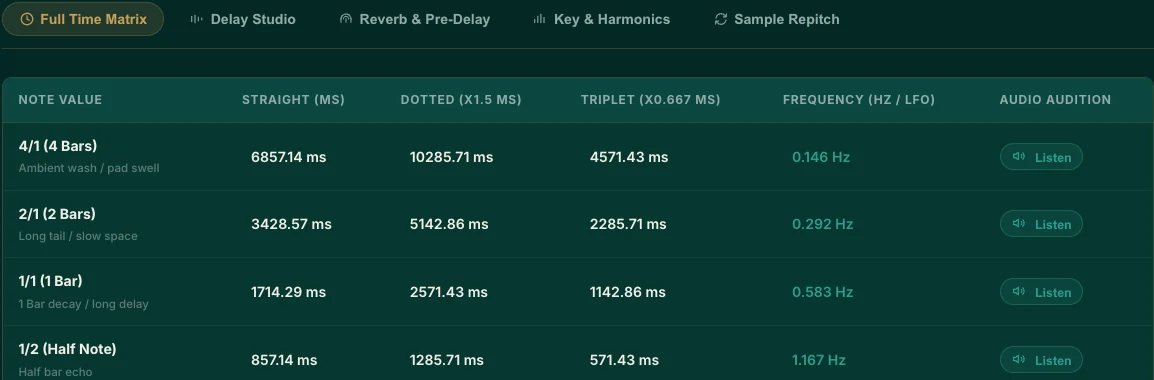 Full Time Matrix Delay Studio Reverb & Pre-Delay Key & Harmonics Sample Repitch
NOTE VALUE STRAIGHT (MS) DOTTED (X1.5 MS) TRIPLET (X0.667 MS) FREQUENCY (HZ / LFO) AUDIO AUDITION
4/1 (4 Bars)
Ambient wash / pad swell
6857.14 ms 10285.71 ms 4571.43 ms 0.146 Hz Listen
2/1 (2 Bars)
Long tail / slow space
3428.57 ms 5142.86 ms 2285.71 ms 0.292 Hz Listen
1/1 (1 Bar)
1 Bar decay / long delay
1714.29 ms 2571.43 ms 1142.86 ms 0.583 Hz Listen
1/2 (Half Note)
Half bar echo
857.14 ms 1285.71 ms 571.43 ms 1.167 Hz Listen